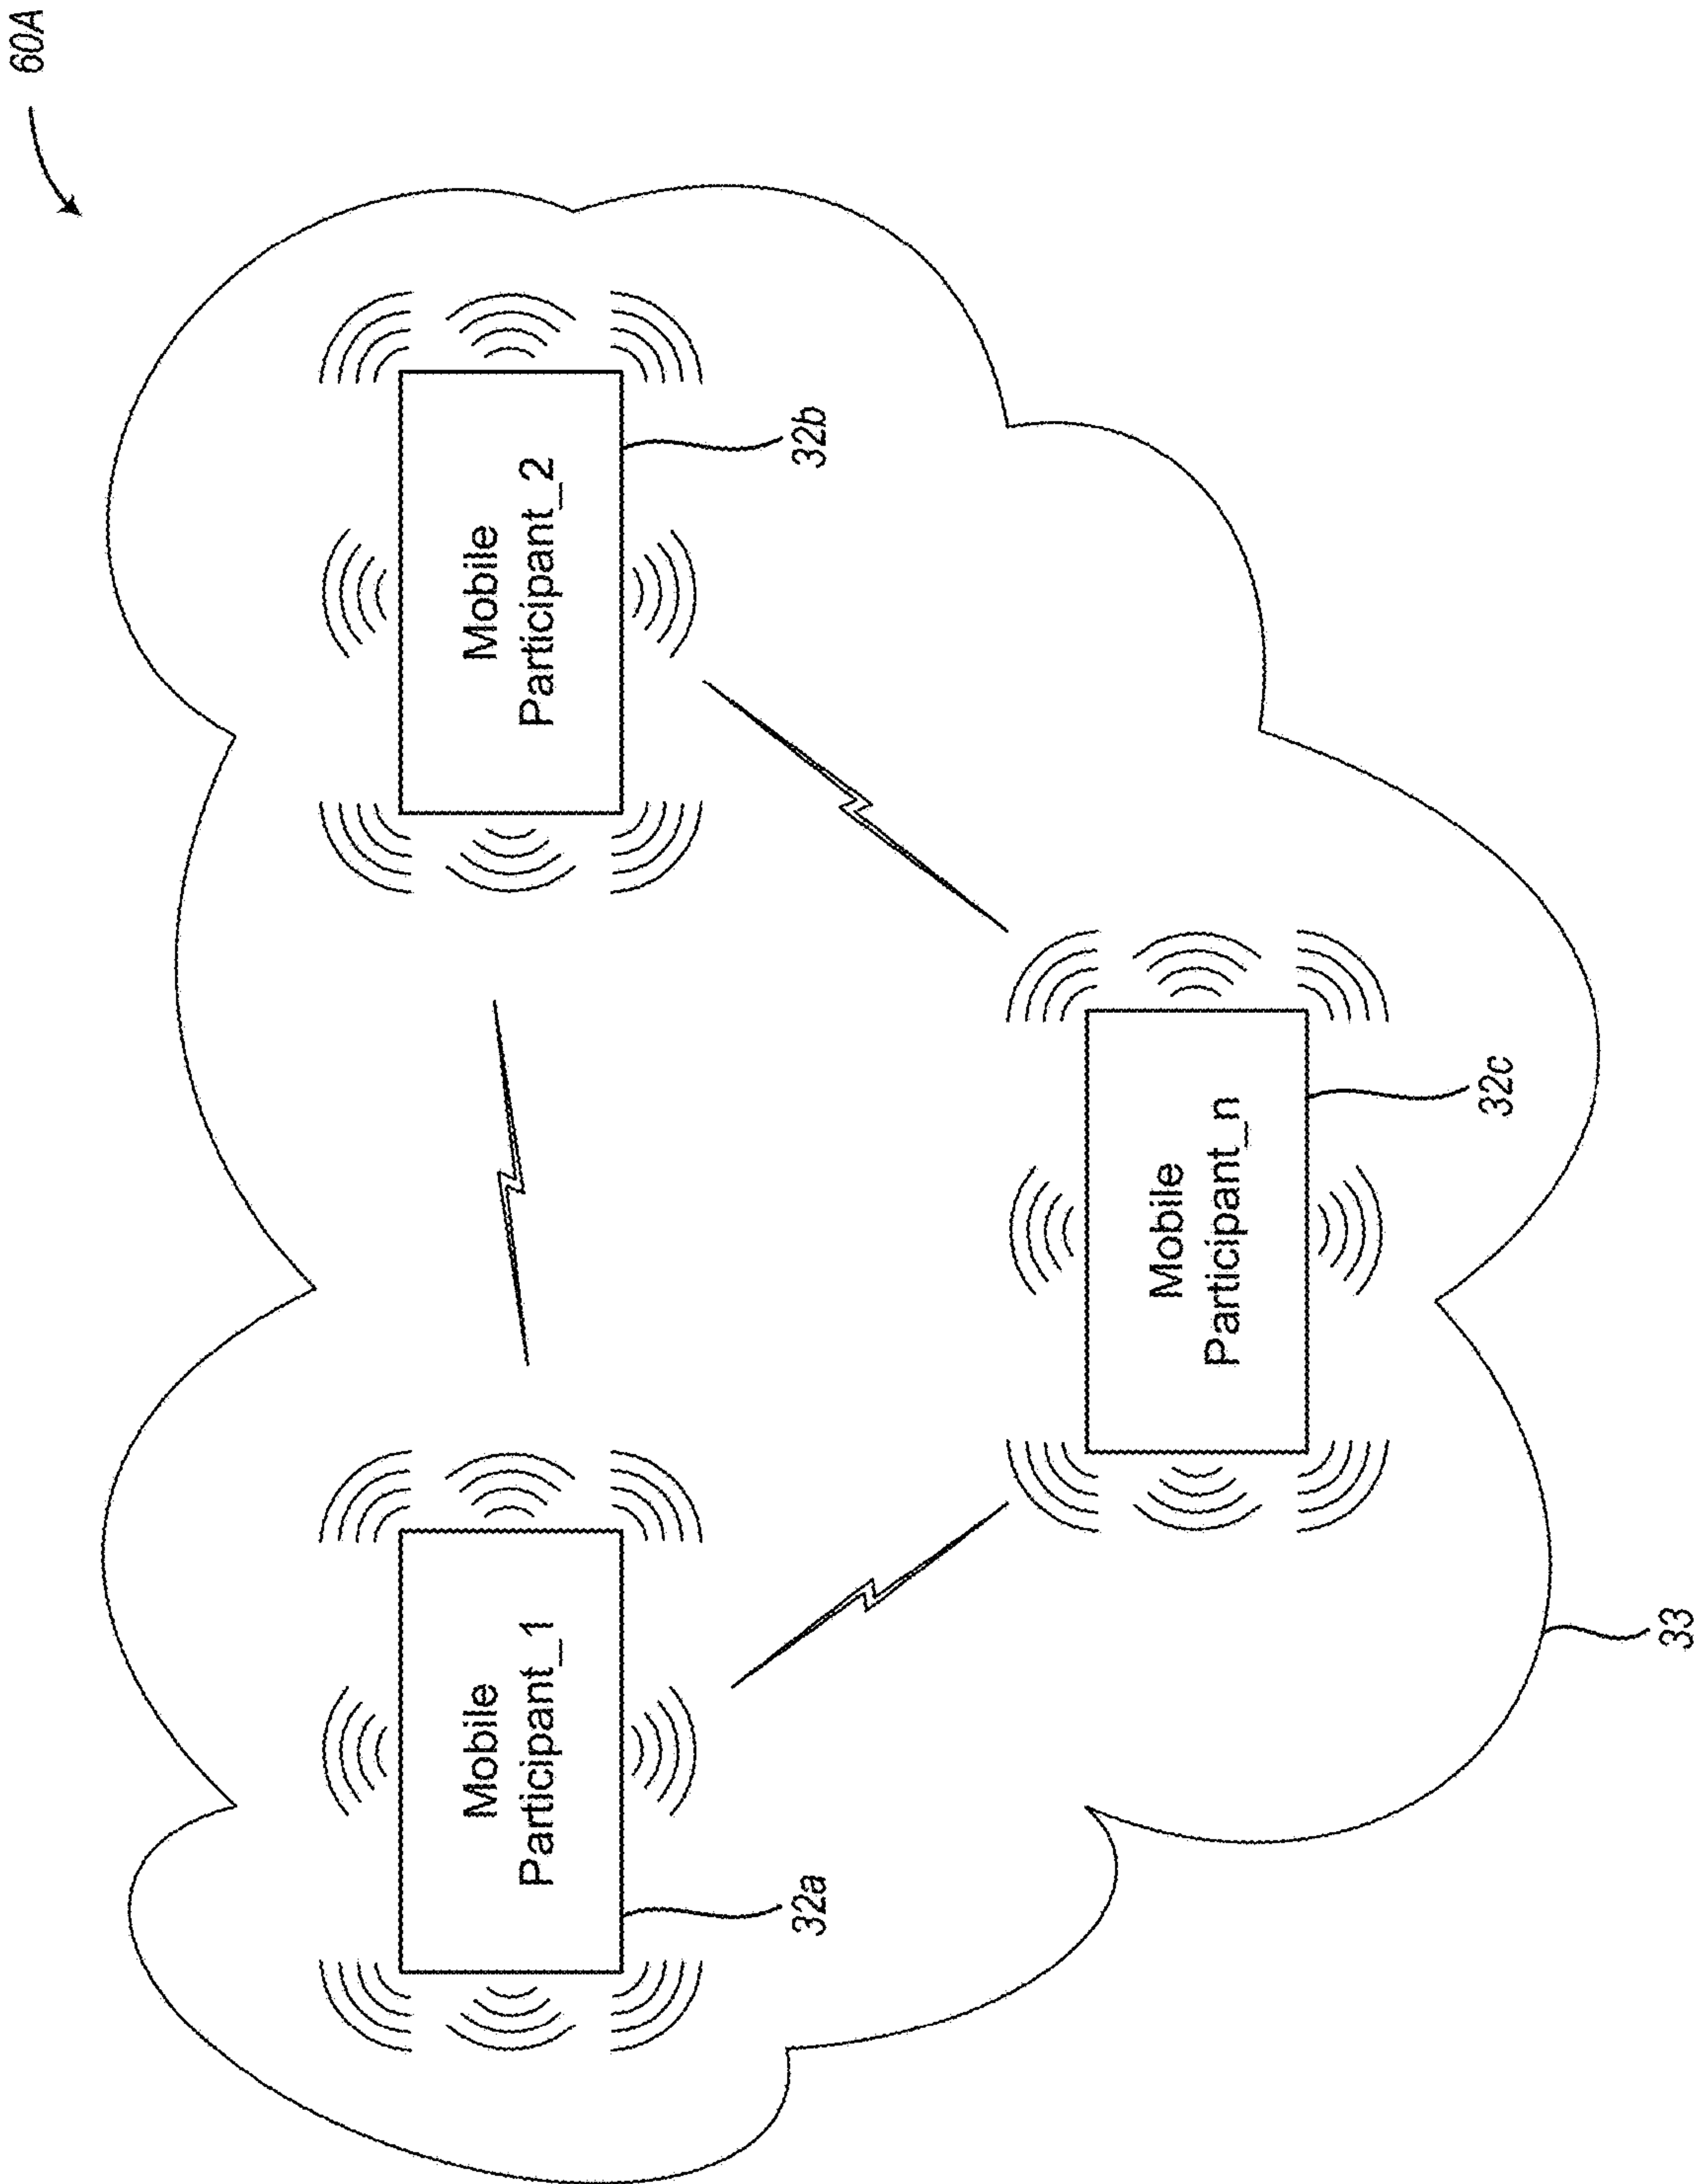 60A
Mobile
Participant_1
32a
Mobile
Participant_2
32b
Mobile
Participant_n
32c
33